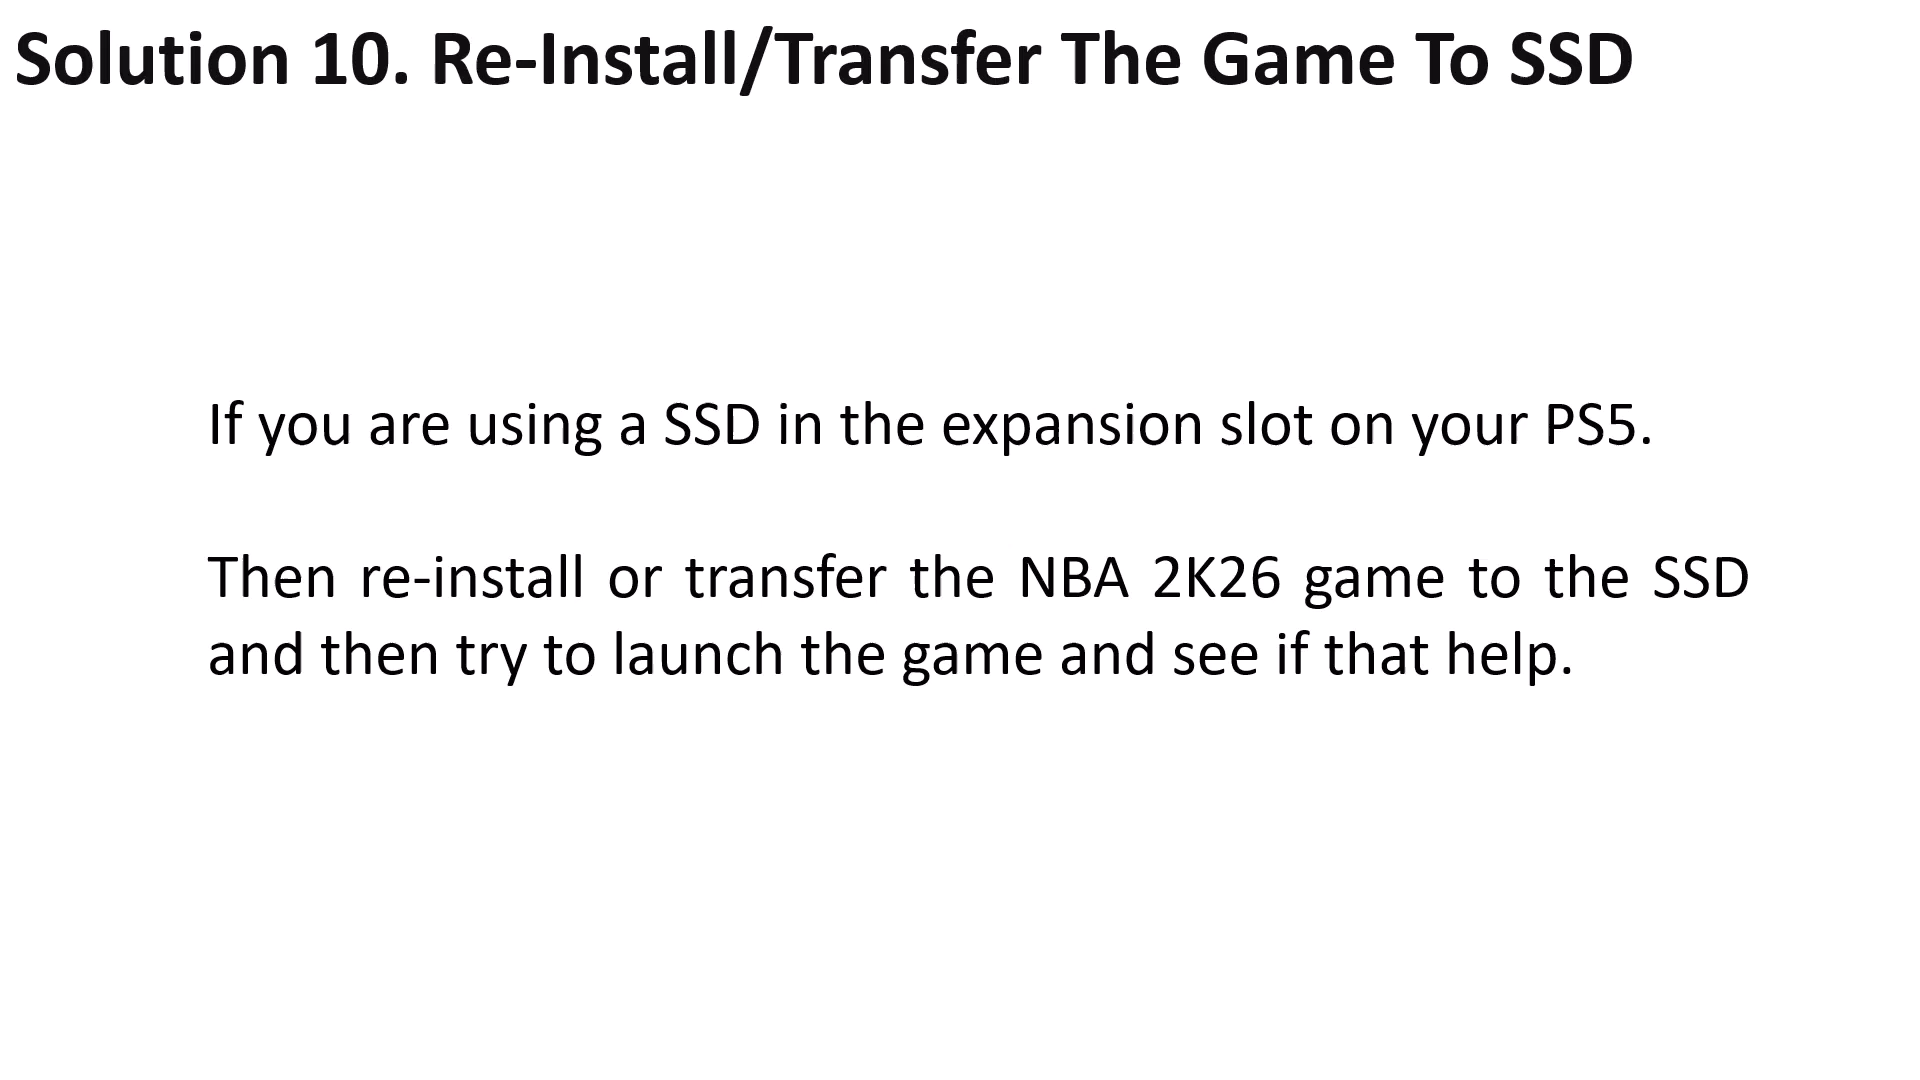 Solution 10. Re-Install/Transfer The Game To SSD
If you are using a SSD in the expansion slot on your PS5.
Then re-install or transfer the NBA 2K26 game to the SSD
and then try to launch the game and see if that help.